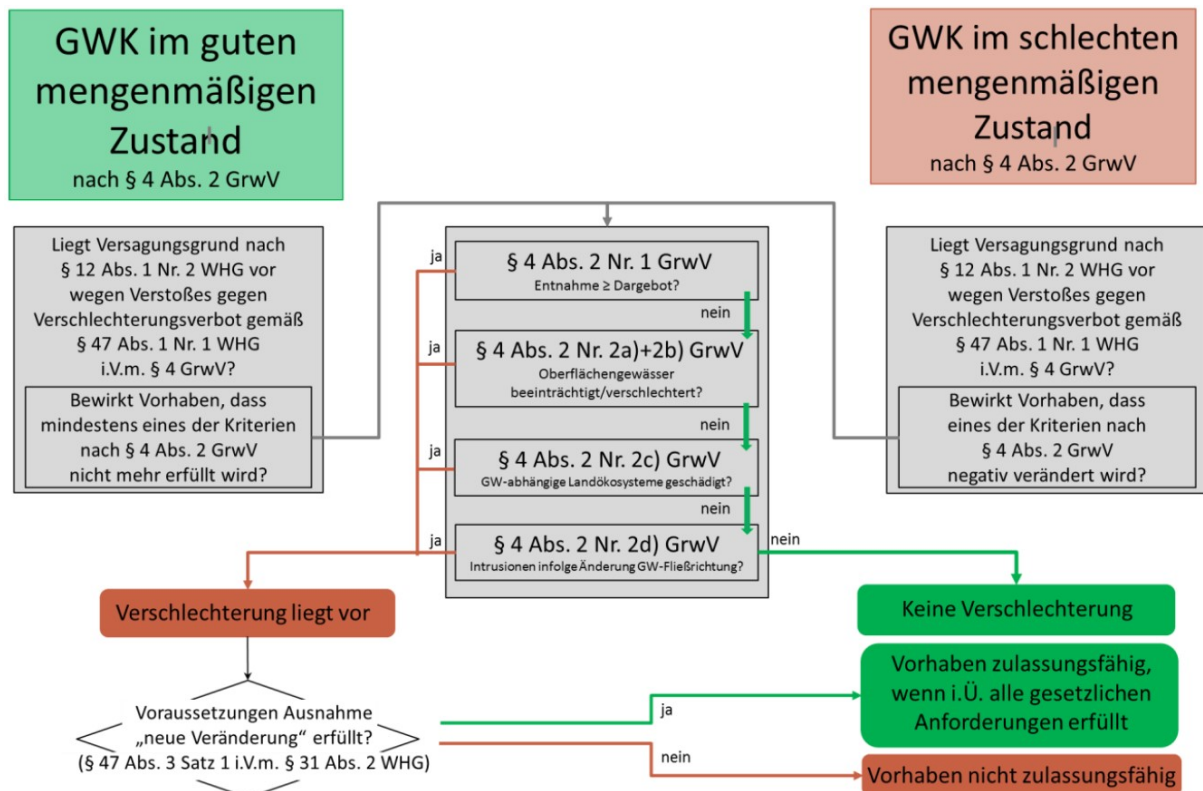 GWK im guten
mengenmäßigen
Zustand
nach § 4 Abs. 2 GrwV
GWK im schlechten
mengenmäßigen
Zustand
nach § 4 Abs. 2 GrwV
Liegt Versagungsgrund nach
§ 12 Abs. 1 Nr. 2 WHG vor
wegen Verstoßes gegen
Verschlechterungsverbot gemäß
§ 47 Abs. 1 Nr. 1 WHG
i.V.m. § 4 GrwV?
Bewirkt Vorhaben, dass
mindestens eines der Kriterien
nach § 4 Abs. 2 GrwV
nicht mehr erfüllt wird?
ja
§ 4 Abs. 2 Nr. 1 GrwV
Entnahme ≥ Dargebot?
nein
ja
§ 4 Abs. 2 Nr. 2a)+2b) GrwV
Oberflächengewässer
beeinträchtigt/verschlechtert?
nein
ja
§ 4 Abs. 2 Nr. 2c) GrwV
GW-abhängige Landökosysteme geschädigt?
nein
ja
§ 4 Abs. 2 Nr. 2d) GrwV
Intrusionen infolge Änderung GW-Fließrichtung?
nein
Liegt Versagungsgrund nach
§ 12 Abs. 1 Nr. 2 WHG vor
wegen Verstoßes gegen
Verschlechterungsverbot gemäß
§ 47 Abs. 1 Nr. 1 WHG
i.V.m. § 4 GrwV?
Bewirkt Vorhaben, dass
eines der Kriterien nach
§ 4 Abs. 2 GrwV
negativ verändert wird?
Verschlechterung liegt vor
Keine Verschlechterung
Voraussetzungen Ausnahme
„neue Veränderung“ erfüllt?
(§ 47 Abs. 3 Satz 1 i.V.m. § 31 Abs. 2 WHG)
ja
Vorhaben zulassungsfähig,
wenn i.Ü. alle gesetzlichen
Anforderungen erfüllt
nein
Vorhaben nicht zulassungsfähig